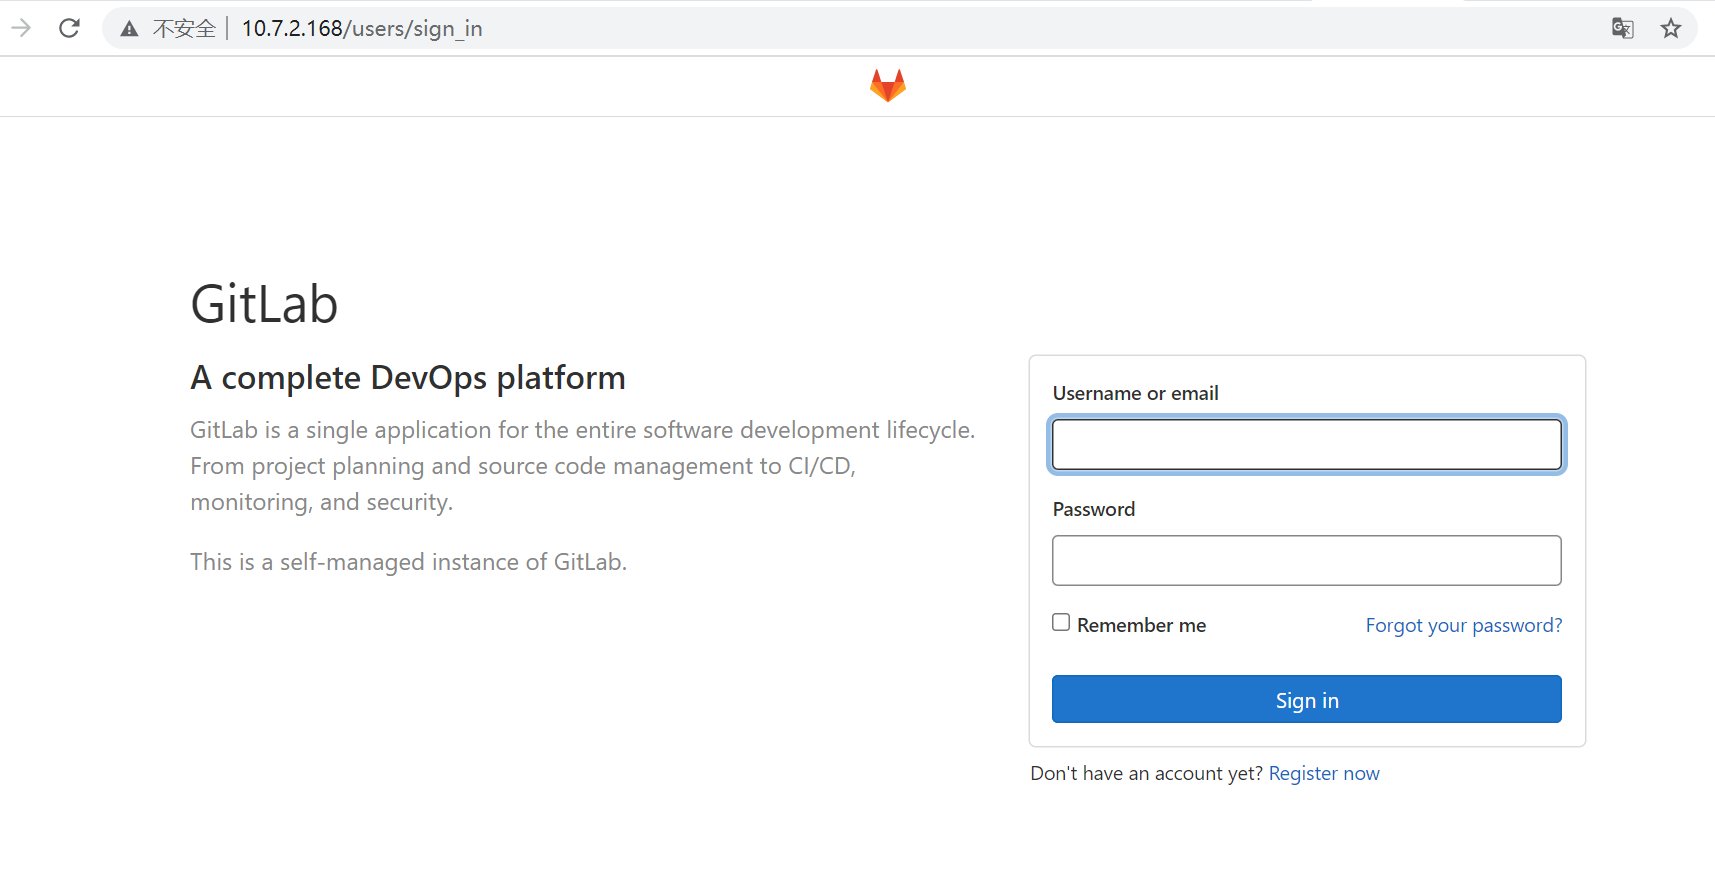 不安全 10.7.2.168/users/sign_in
GitLab
A complete DevOps platform
GitLab is a single application for the entire software development lifecycle.
From project planning and source code management to CI/CD,
monitoring, and security.
This is a self-managed instance of GitLab.
Username or email
Password
Remember me Forgot your password?
Sign in
Don't have an account yet? Register now